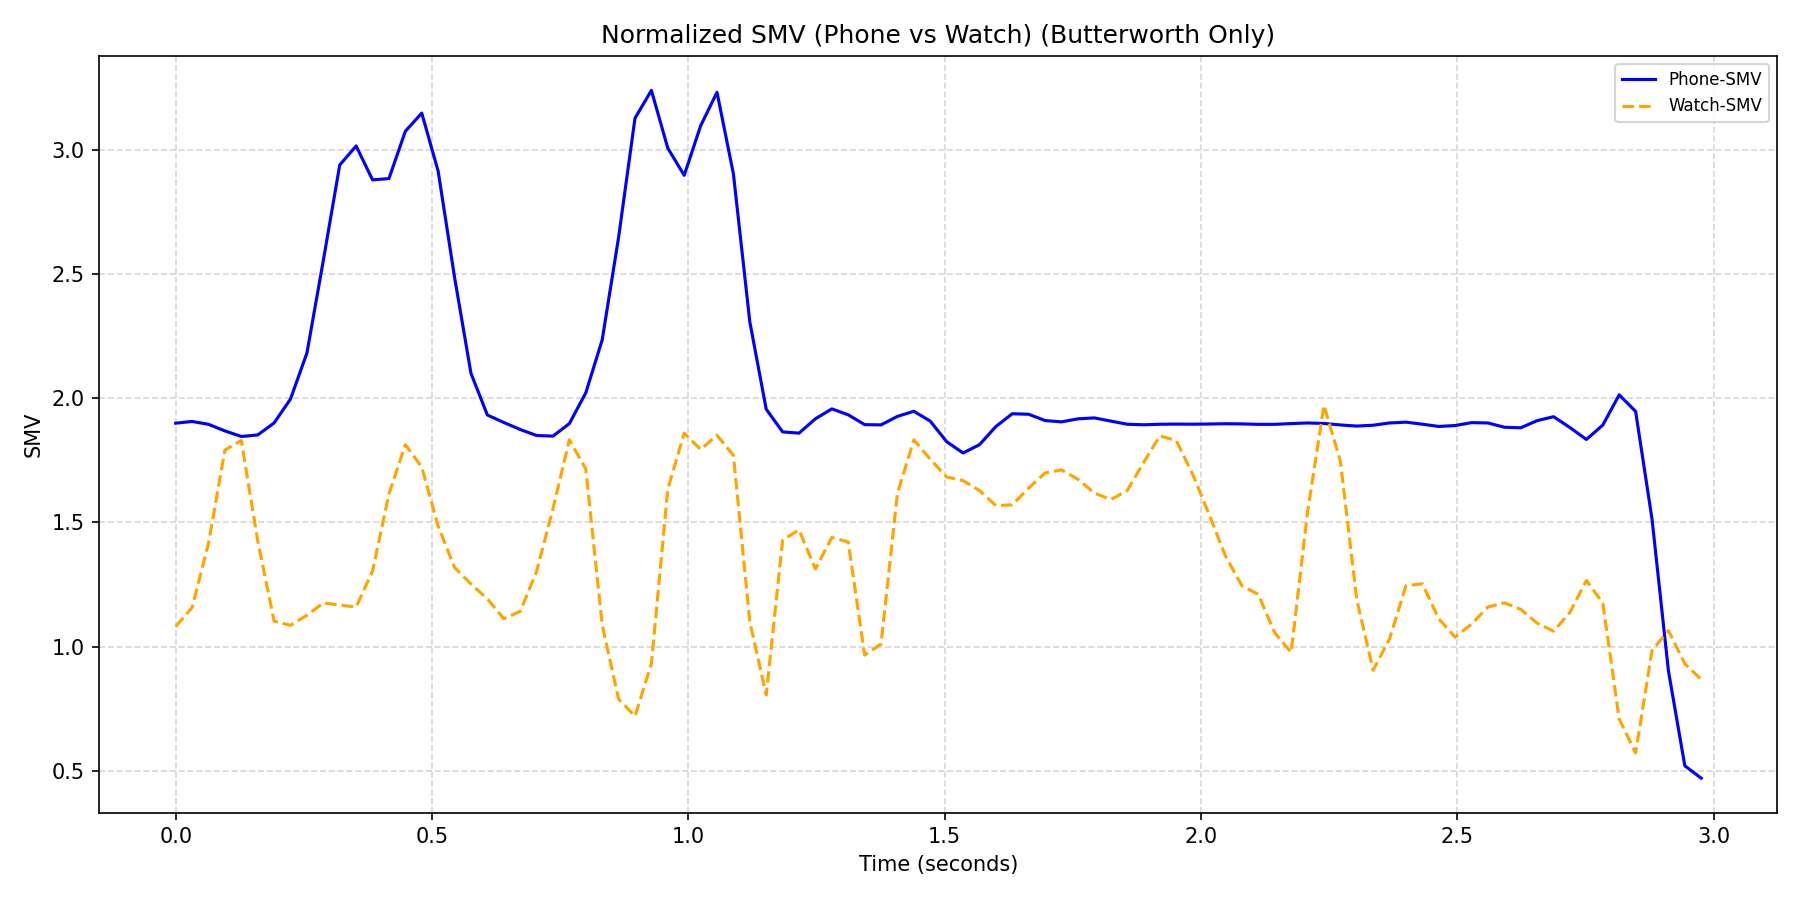 Normalized SMV (Phone vs Watch) (Butterworth Only)
Phone-SMV
Watch-SMV
SMV
3.0
2.5
2.0
1.5
1.0
0.5
0.0 0.5 1.0 1.5 2.0 2.5 3.0
Time (seconds)